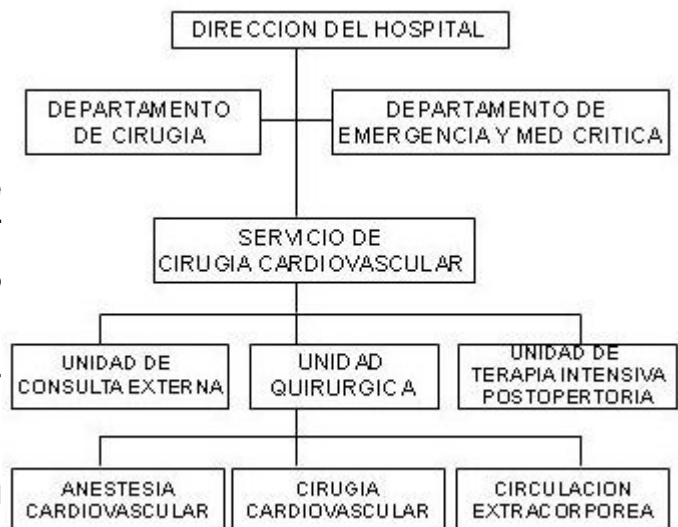 DIRECCION DEL HOSPITAL
DEPARTAMENTO
DE CIRUGIA
DEPARTAMENTO DE
EMERGENCIA Y MED CRITICA
SERVICIO DE
CIRUGIA CARDIOVASCULAR
UNIDAD DE
CONSULTA EXTERNA
UNIDAD
QUIRURGICA
UNIDAD DE
TERAPIA INTENSIVA
POSTOPERTORIA
ANESTESIA
CARDIOVASCULAR
CIRUGIA
CARDIOVASCULAR
CIRCULACION
EXTRACORPOREA